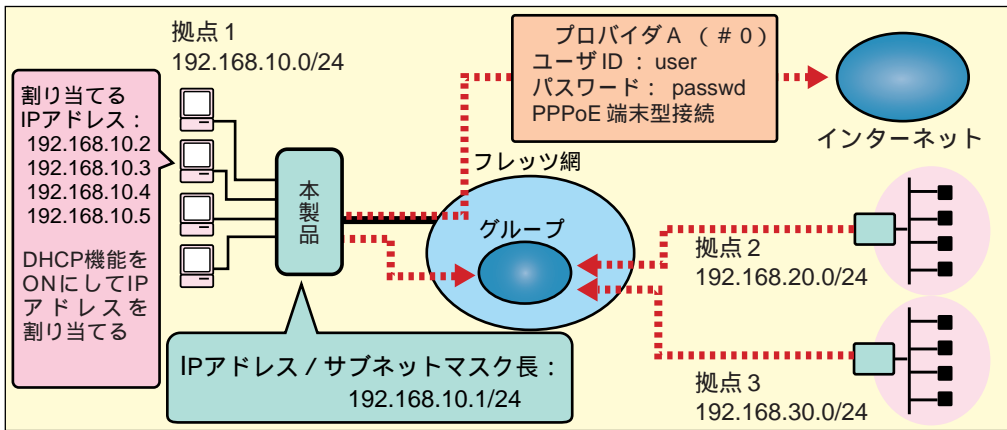 拠点1
192.168.10.0/24
割り当てる
IPアドレス:
192.168.10.2
192.168.10.3
192.168.10.4
192.168.10.5
DHCP機能を
ONにしてIP
アドレスを
割り当てる
本製品
IPアドレス / サブネットマスク長:
192.168.10.1/24
プロバイダA (#0)
ユーザID : user
パスワード: passwd
PPPoE 端末型接続
インターネット
フレッツ網
グループ
拠点2
192.168.20.0/24
拠点3
192.168.30.0/24